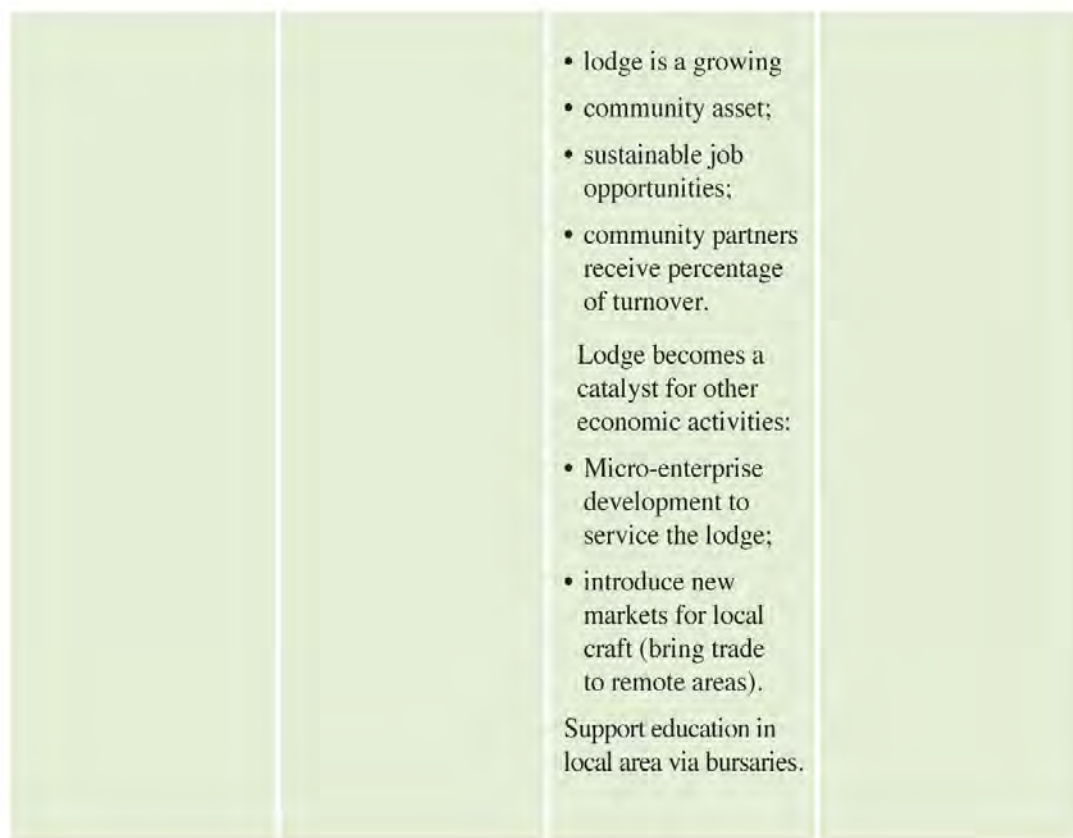 • lodge is a growing
• community asset;
• sustainable job
opportunities;
• community partners
receive percentage
of turnover.
Lodge becomes a
catalyst for other
economic activities:
• Micro-enterprise
development to
service the lodge;
• introduce new
markets for local
craft (bring trade
to remote areas).
Support education in
local area via bursaries.